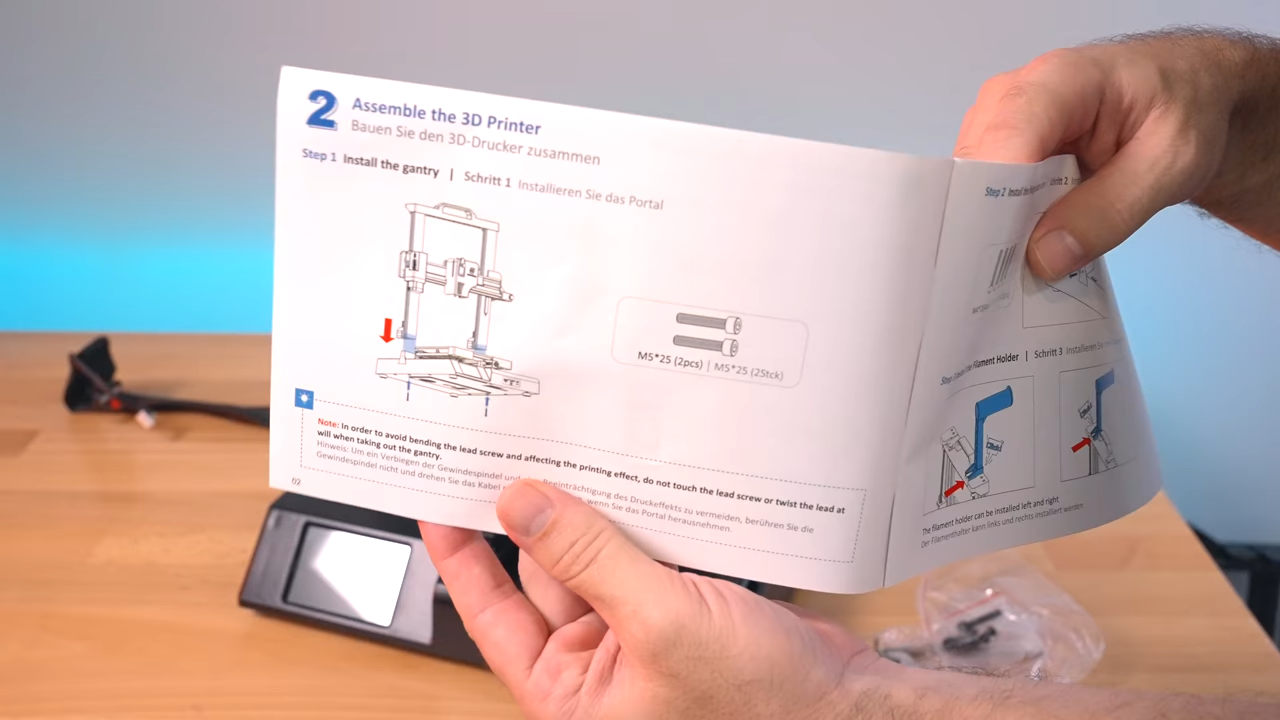 2 Assemble the 3D Printer
Bauen Sie den 3D-Drucker zusammen
Step 1 Install the gantry | Schritt 1 Installieren Sie das Portal
M5*25 (2pcs) | M5*25 (2Stck)
Note: In order to avoid bending the lead screw and affecting the printing effect, do not touch the lead screw or twist the lead at
will when taking out the gantry.
Hinweis: Um ein Verbiegen der Gewindespindel und Beeinträchtigung des Druckeffekts zu vermeiden, berühren Sie die
Gewindespindel nicht und drehen Sie das Kabel wenn Sie das Portal herausnehmen.
02
Step 2 Install the
Filament Holder | Schritt 3 Installieren
The filament holder can be installed left and right
Der Filamenthalter kann links und rechts installiert werden